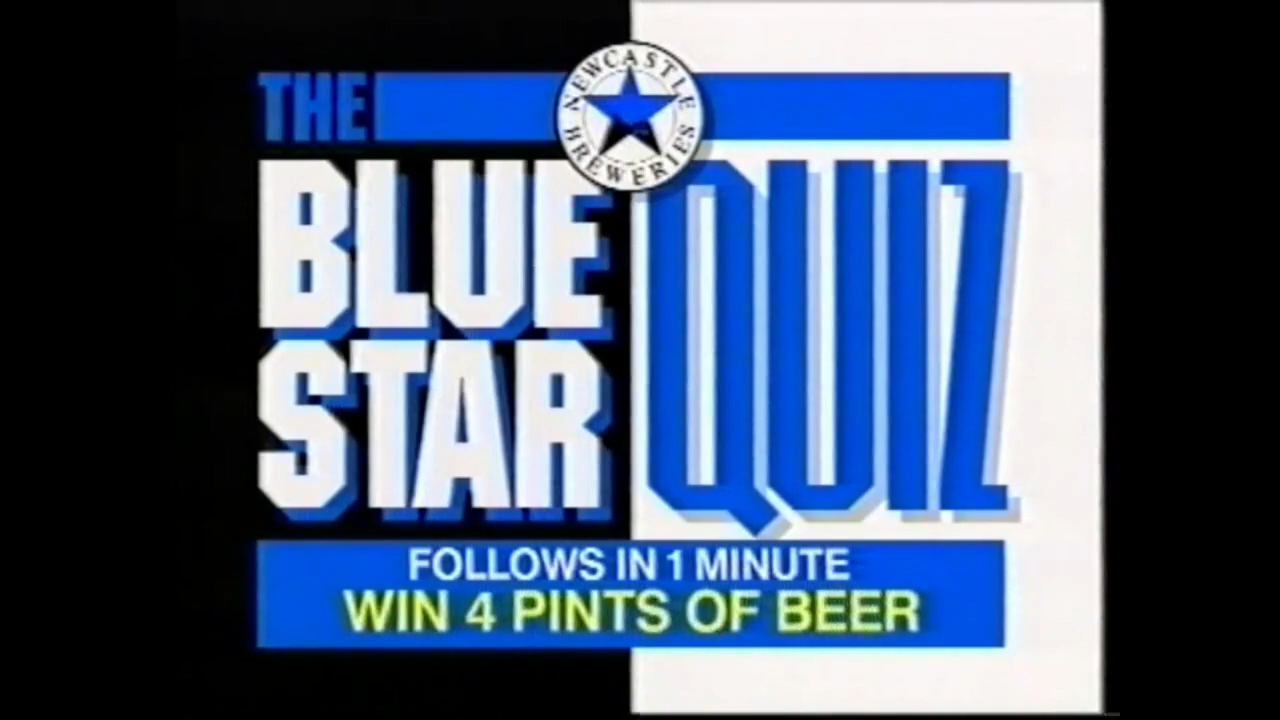 THE
NEWCASTLE BREWERIES
BLUE
STAR
QUIZ
FOLLOWS IN 1 MINUTE
WIN 4 PINTS OF BEER